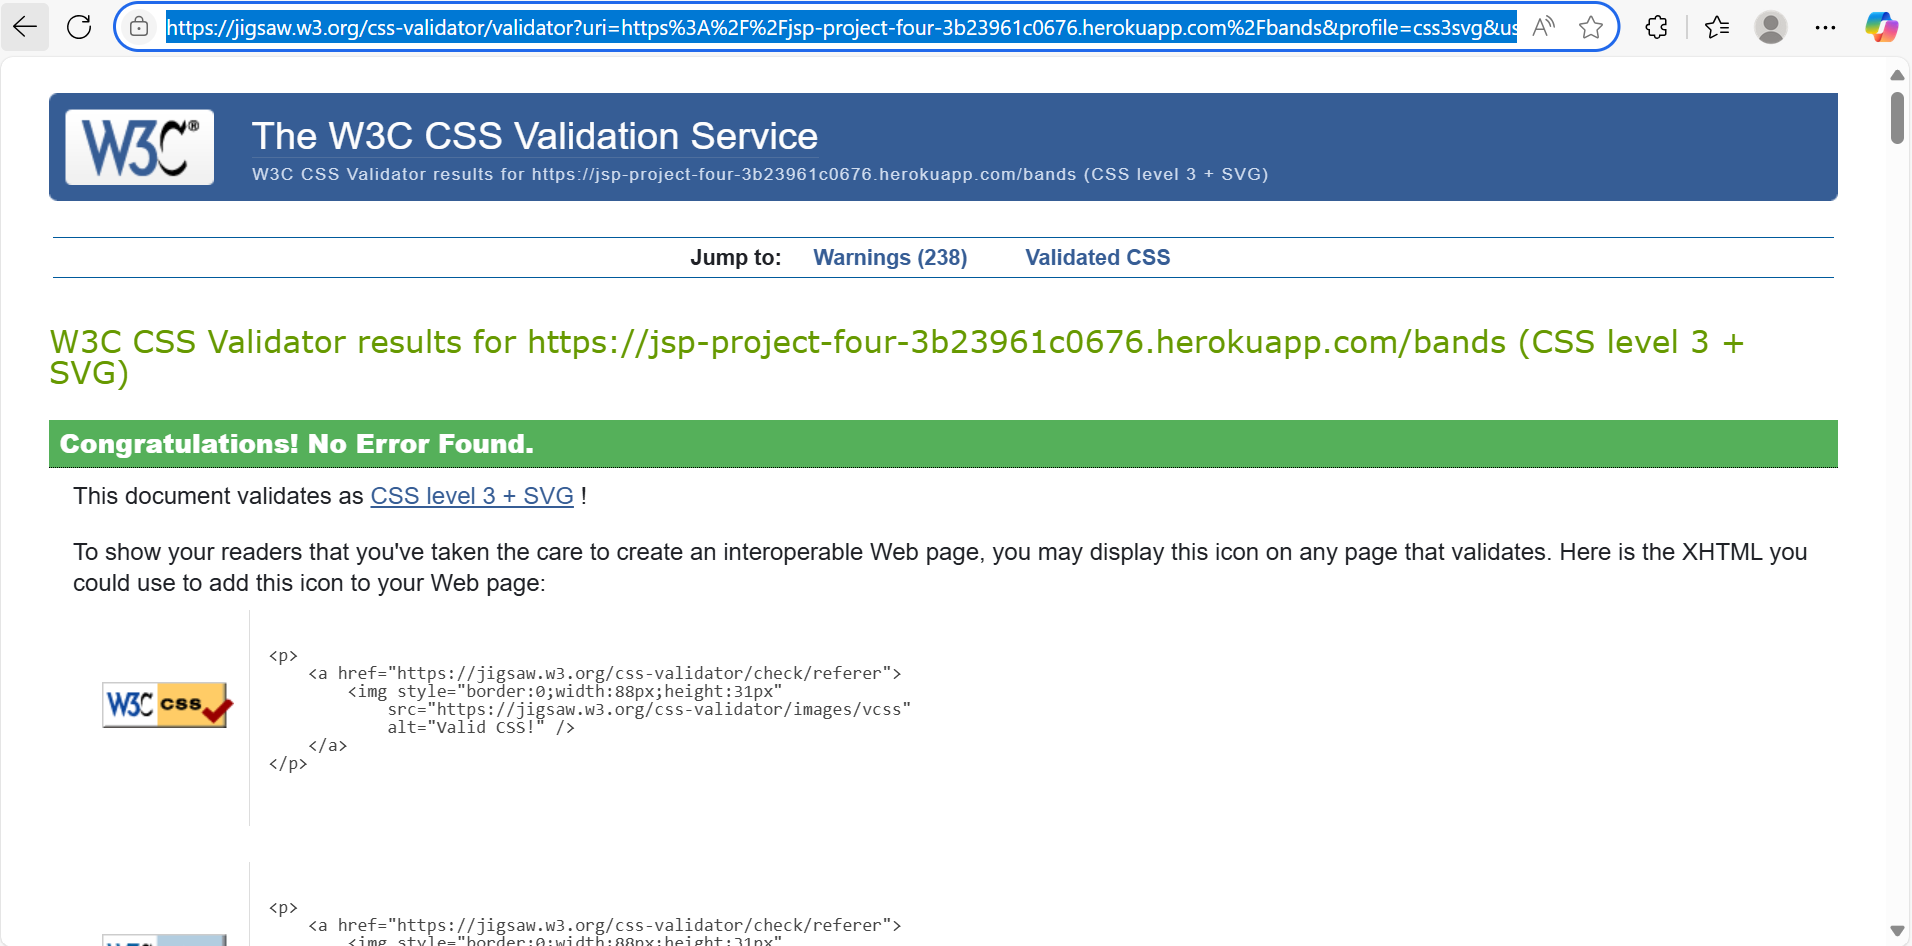 https://jigsaw.w3.org/css-validator/validator?uri=https%3A%2F%2Fjsp-project-four-3b23961c0676.herokuapp.com%2Fbands&profile=css3svg&us
W3C®
The W3C CSS Validation Service
W3C CSS Validator results for https://jsp-project-four-3b23961c0676.herokuapp.com/bands (CSS level 3 + SVG)
Jump to: Warnings (238) Validated CSS
W3C CSS Validator results for https://jsp-project-four-3b23961c0676.herokuapp.com/bands (CSS level 3 +
SVG)
Congratulations! No Error Found.
This document validates as CSS level 3 + SVG !
To show your readers that you've taken the care to create an interoperable Web page, you may display this icon on any page that validates. Here is the XHTML you
could use to add this icon to your Web page:
W3C css
<p>
<a href="https://jigsaw.w3.org/css-validator/check/referer">
<img style="border:0;width:88px;height:31px"
src="https://jigsaw.w3.org/css-validator/images/vcss"
alt="Valid CSS!" />
</a>
</p>
<p>
<a href="https://jigsaw.w3.org/css-validator/check/referer">
<img style="border:0;width:88px;height:31px"